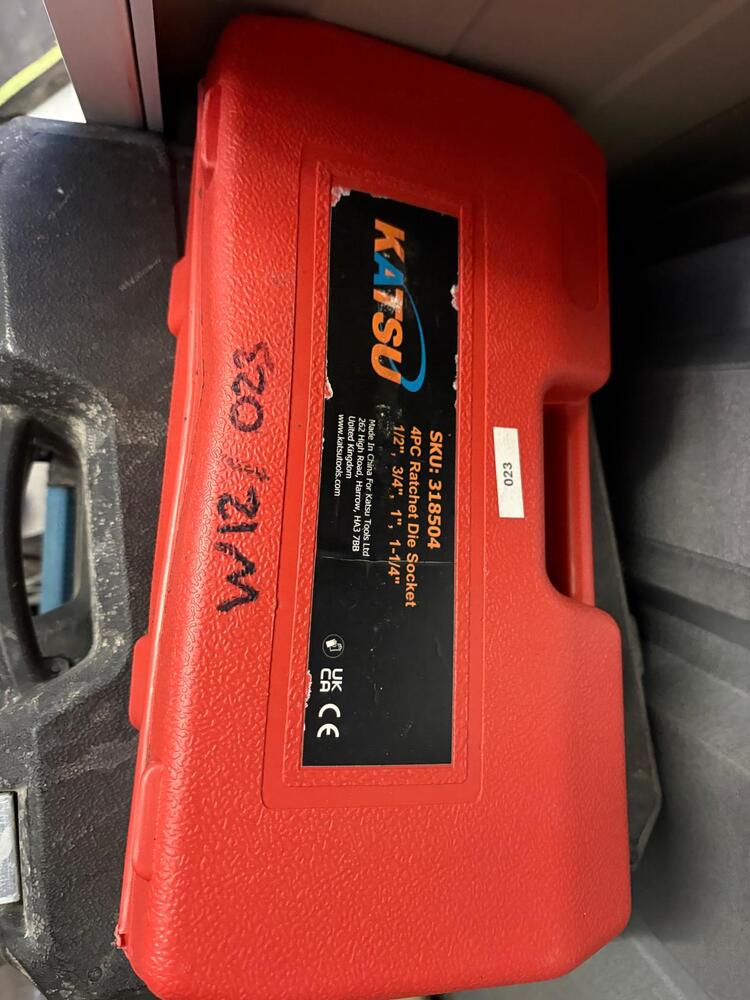 KATSU
SKU: 318504
4PC Ratchet Die Socket
1/2", 3/4", 1", 1-1/4"
Made In China For Katsu Tools Ltd
262 High Road, Harrow, HA3 7BB
United Kingdom
www.katsutools.com
UK
CA
CE
023
W12/023